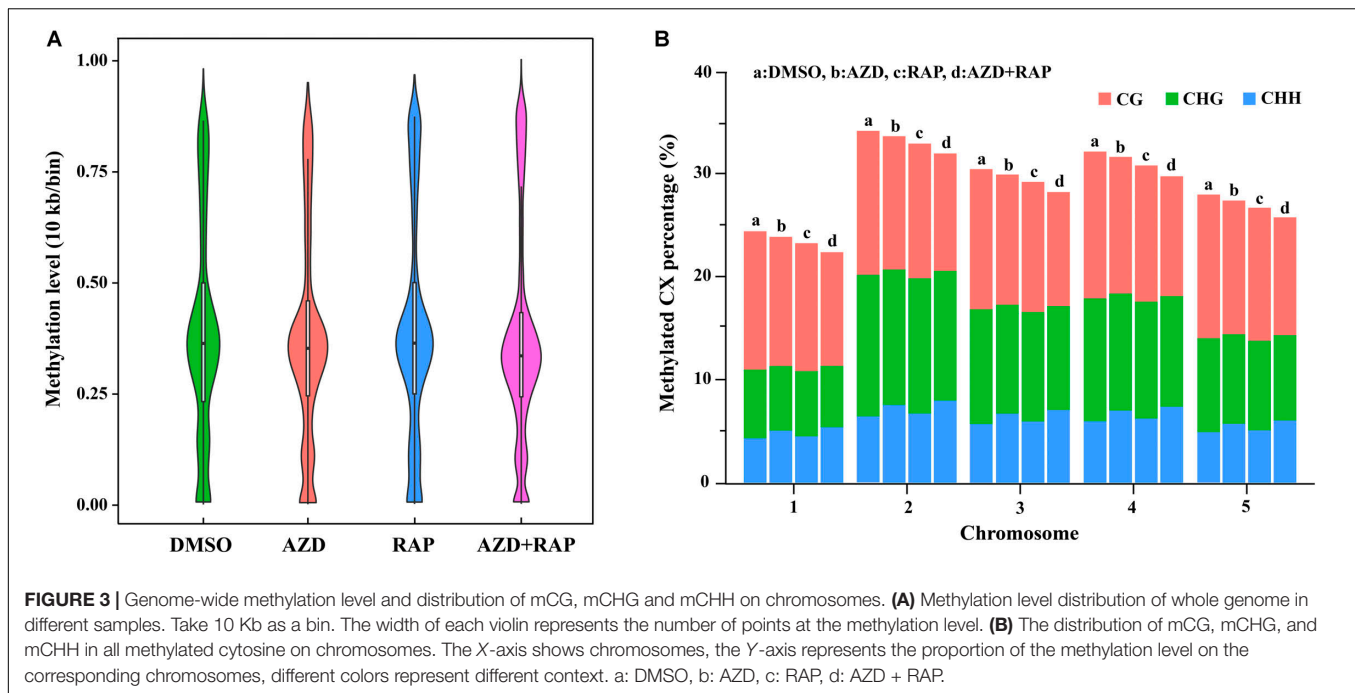 A
Methylation level (10 kb/bin)
1.00
0.75
0.50
0.25
0.00
DMSO AZD RAP AZD+RAP
B
Methylated CX percentage (%)
40
30
20
10
0
a:DMSO, b:AZD, c:RAP, d:AZD+RAP
CG CHG CHH
a b c d
a b c d
a b c d
a b c d
a b c d
1 2 3 4 5
Chromosome
FIGURE 3 | Genome-wide methylation level and distribution of mCG, mCHG and mCHH on chromosomes. (A) Methylation level distribution of whole genome in
different samples. Take 10 Kb as a bin. The width of each violin represents the number of points at the methylation level. (B) The distribution of mCG, mCHG, and
mCHH in all methylated cytosine on chromosomes. The X-axis shows chromosomes, the Y-axis represents the proportion of the methylation level on the
corresponding chromosomes, different colors represent different context. a: DMSO, b: AZD, c: RAP, d: AZD + RAP.